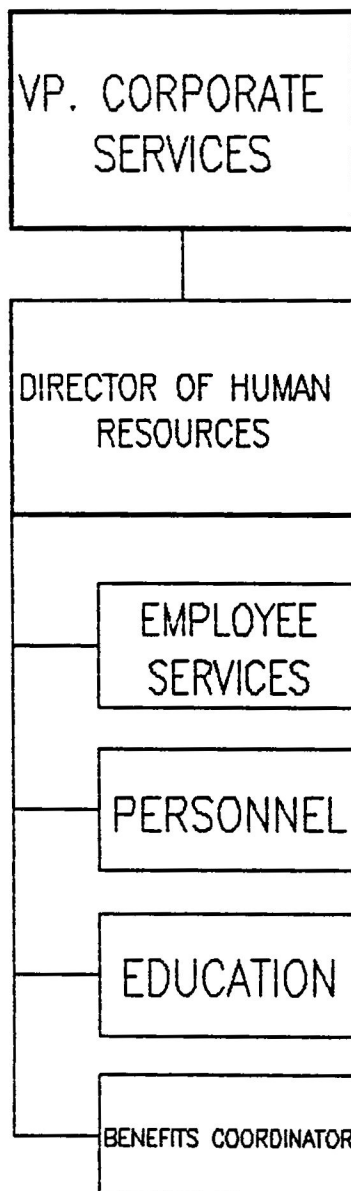 VP. CORPORATE
SERVICES
DIRECTOR OF HUMAN
RESOURCES
EMPLOYEE
SERVICES
PERSONNEL
EDUCATION
BENEFITS COORDINATOR